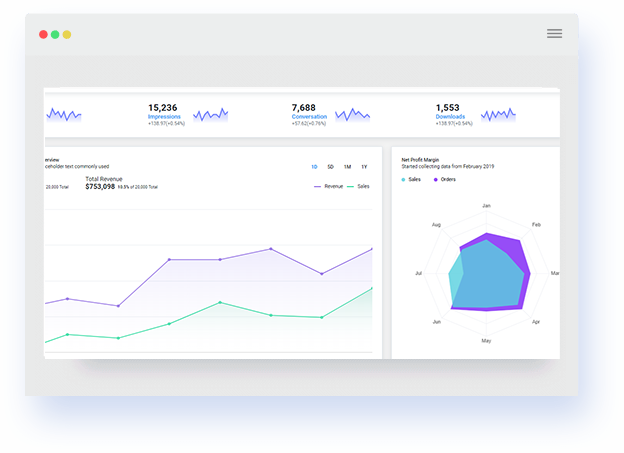 15,236
Impressions
+138.97(+0.54%)
7,688
Conversation
+57.62(+0.76%)
1,553
Downloads
+138.97(+0.54%)
erview
ceholder text commonly used
1D 5D 1M 1Y
20,000 Total
Total Revenue
$753,098 10.5% of 20,000 Total
Revenue Sales
Net Profit Margin
Started collecting data from February 2019
Sales Orders
Jan
Aug Feb
Jul Mar
Jun Apr
May